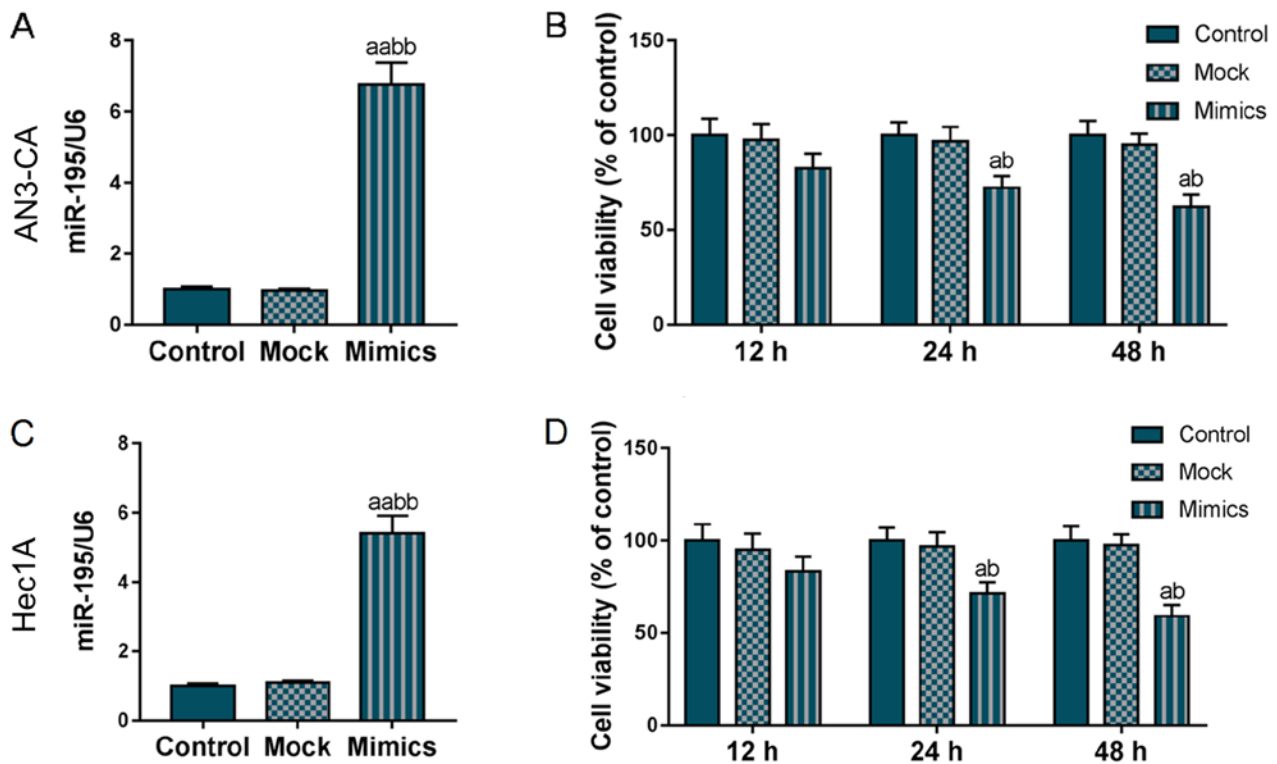 A
AN3-CA
miR-195/U6
8
6
4
2
0
aabb
Control Mock Mimics
B
Cell viability (% of control)
150
100
50
0
Control
Mock
Mimics
ab
ab
12 h 24 h 48 h
C
Hec1A
miR-195/U6
8
6
4
2
0
aabb
Control Mock Mimics
D
Cell viability (% of control)
150
100
50
0
Control
Mock
Mimics
ab
ab
12 h 24 h 48 h